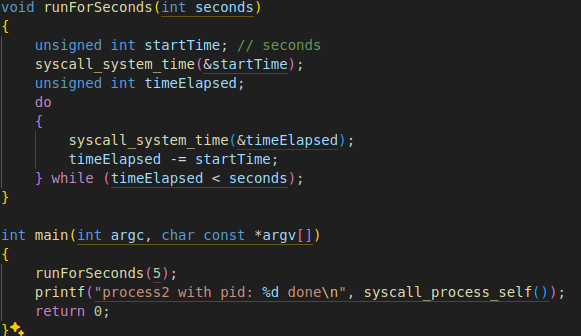 void runForSeconds(int seconds)
{
    unsigned int startTime; // seconds
    syscall_system_time(&startTime);
    unsigned int timeElapsed;
    do
    {
        syscall_system_time(&timeElapsed);
        timeElapsed -= startTime;
    } while (timeElapsed < seconds);
}

int main(int argc, char const *argv[])
{
    runForSeconds(5);
    printf("process2 with pid: %d done\n", syscall_process_self());
    return 0;
}